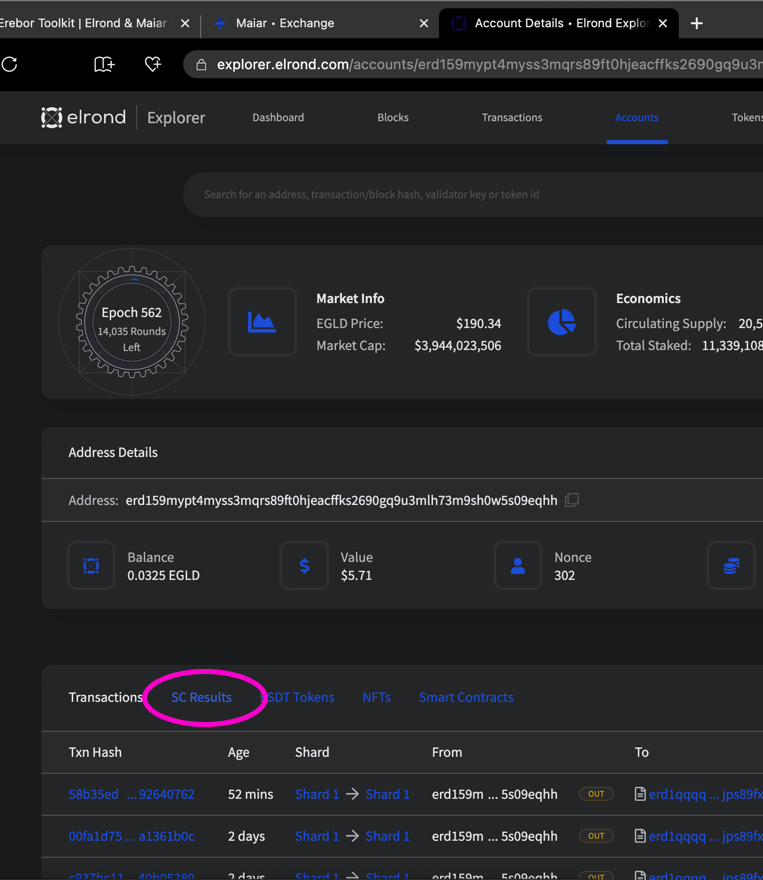 Erebor Toolkit | Elrond & Maiar
Maiar • Exchange
Account Details • Elrond Explo
explorer.elrond.com/accounts/erd159mypt4myss3mqrs89ft0hjeacffks2690gq9u3m
elrond
Explorer
Dashboard
Blocks
Transactions
Accounts
Tokens
Search for an address, transaction/block hash, validator key or token id
Epoch 562
14,035 Rounds
Left
Market Info
EGLD Price: $190.34
Market Cap: $3,944,023,506
Economics
Circulating Supply: 20,5
Total Staked: 11,339,108
Address Details
Address: erd159mypt4myss3mqrs89ft0hjeacffks2690gq9u3mlh73m9sh0w5s09eqhh
Balance
0.0325 EGLD
Value
$5.71
Nonce
302
Transactions SC Results SDT Tokens NFTs Smart Contracts
Txn Hash Age Shard From To
58b35ed ... 92640762 52 mins Shard 1 → Shard 1 erd159m ... 5s09eqhh OUT erd1qqqq ... jps89fx
00fa1d75 ... a1361b0c 2 days Shard 1 → Shard 1 erd159m ... 5s09eqhh OUT erd1qqqq ... jps89fx
2 days Shard 1 Shard 1 erd159m ... 5s09eqhh OUT erd1qqqq ... jps89fx